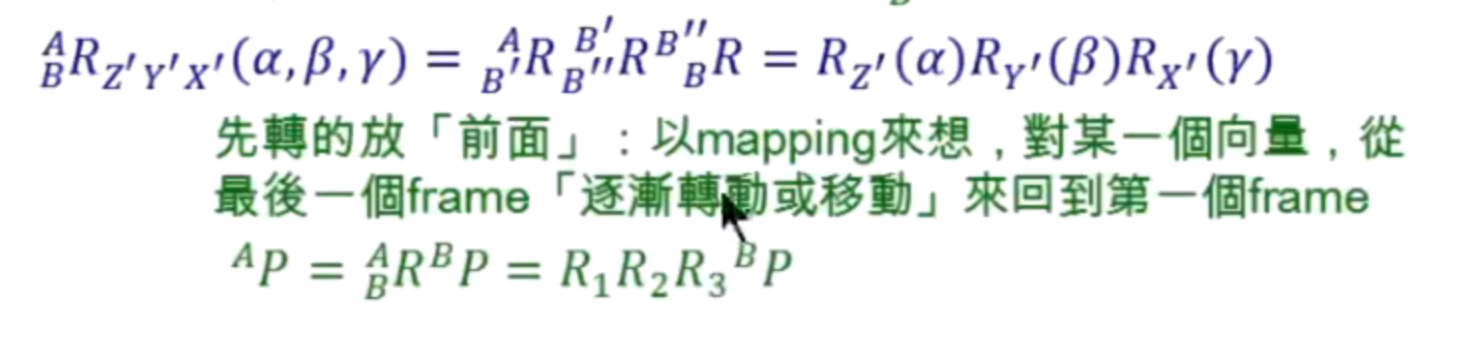 ${}^{A}_{B}R_{Z'Y'X'}(\alpha,\beta,\gamma) = {}^{A}_{B'}R\,{}^{B'}_{B''}R\,{}^{B''}_{B}R = R_{Z'}(\alpha)R_{Y'}(\beta)R_{X'}(\gamma)$
先轉的放「前面」：以mapping來想，對某一個向量，從
最後一個frame「逐漸轉動或移動」來回到第一個frame
${}^{A}P = {}^{A}_{B}R\,{}^{B}P = R_1R_2R_3\,{}^{B}P$